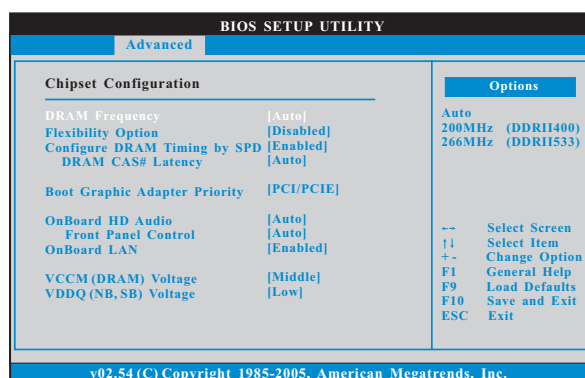 BIOS SETUP UTILITY
Advanced
Chipset Configuration
DRAM Frequency [Auto]
Flexibility Option [Disabled]
Configure DRAM Timing by SPD [Enabled]
DRAM CAS# Latency [Auto]
Boot Graphic Adapter Priority [PCI/PCIE]
OnBoard HD Audio [Auto]
Front Panel Control [Auto]
OnBoard LAN [Enabled]
VCCM (DRAM) Voltage [Middle]
VDDQ (NB, SB) Voltage [Low]
Options
Auto
200MHz (DDRII400)
266MHz (DDRII533)
←→ Select Screen
↑↓ Select Item
+ - Change Option
F1 General Help
F9 Load Defaults
F10 Save and Exit
ESC Exit
v02.54 (C) Copyright 1985-2005, American Megatrends, Inc.